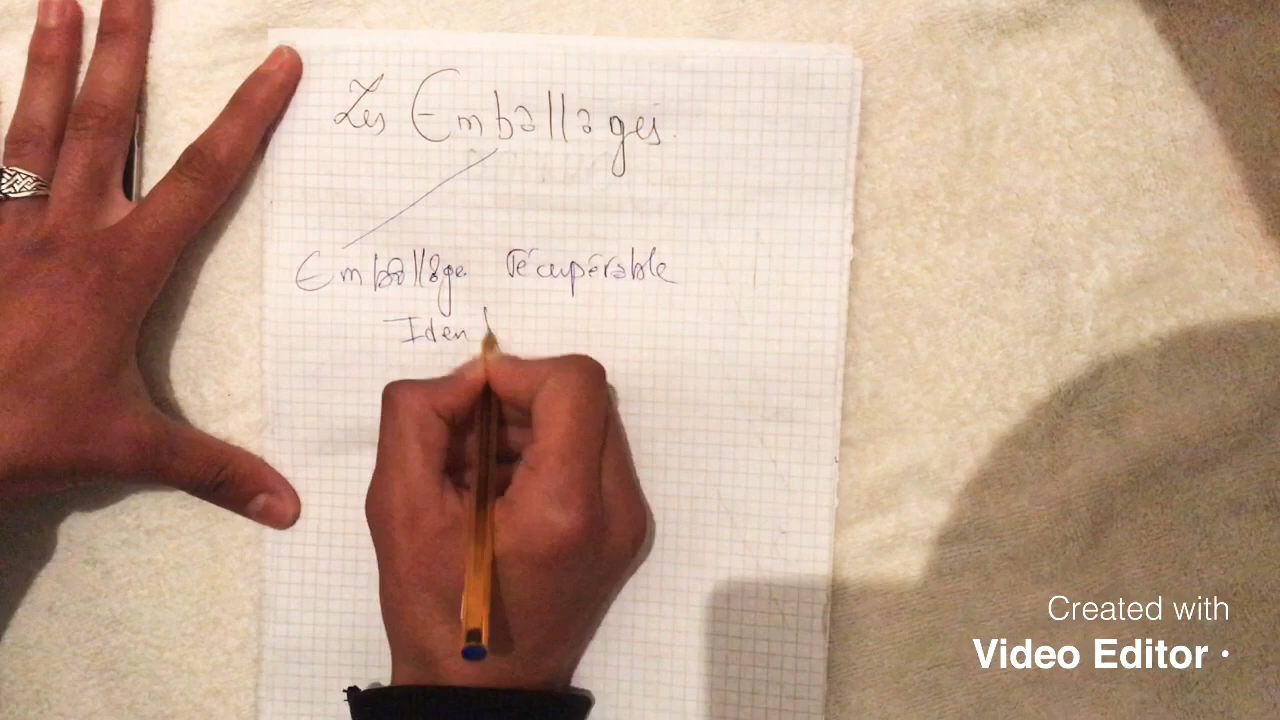 Les Emballages
Emballage récupérable
Iden
Created with
Video Editor